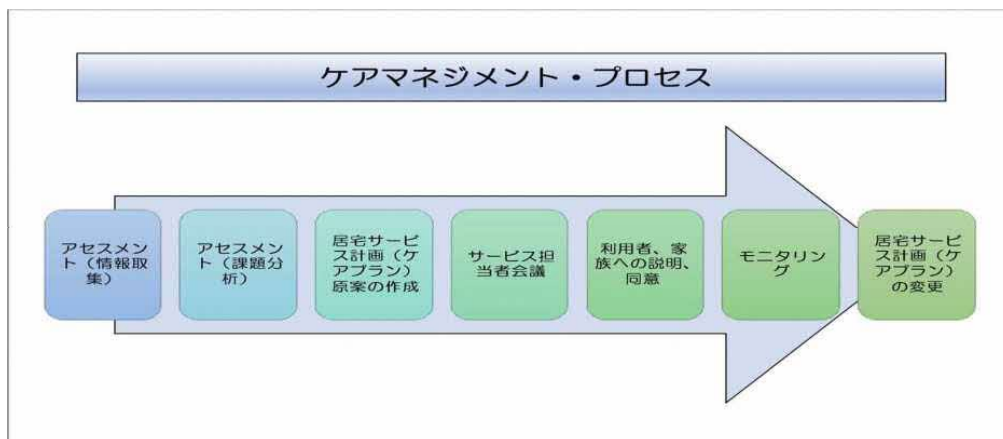 ケアマネジメント・プロセス
アセスメン
ト（情報取
集）
アセスメン
ト（課題分
析）
居宅サービ
ス計画（ケ
アプラン）
原案の作成
サービス担
当者会議
利用者、家
族への説明、
同意
モニタリン
グ
居宅サービ
ス計画（ケ
アプラン）
の変更